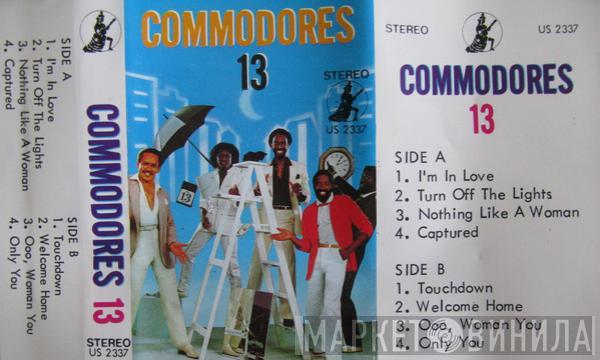 SIDE A
1. I'm In Love
2. Turn Off The Lights
3. Nothing Like A Woman
4. Captured
SIDE B
1. Touchdown
2. Welcome Home
3. Ooo, Woman You
4. Only You
COMMODORES 13
STEREO
US 2337
COMMODORES
13
STEREO
US 2337
13
STEREO
US 2337
COMMODORES
13
SIDE A
1. I'm In Love
2. Turn Off The Lights
3. Nothing Like A Woman
4. Captured
SIDE B
1. Touchdown
2. Welcome Home
3. Ooo, Woman You
4. Only You
МАРКЕТ ВИНИЛА